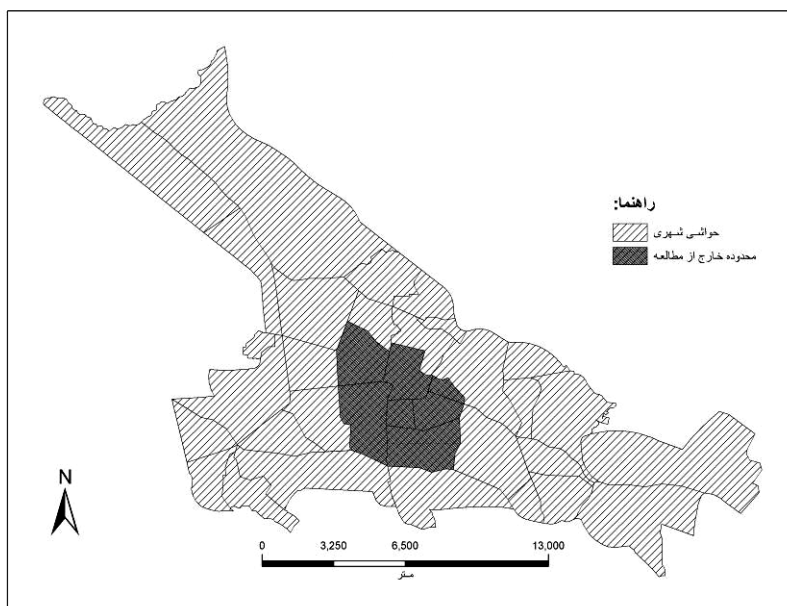 راهنما:
حواشی شهری
محدوده خارج از مطالعه
N
0 3,250 6,500 13,000
متر